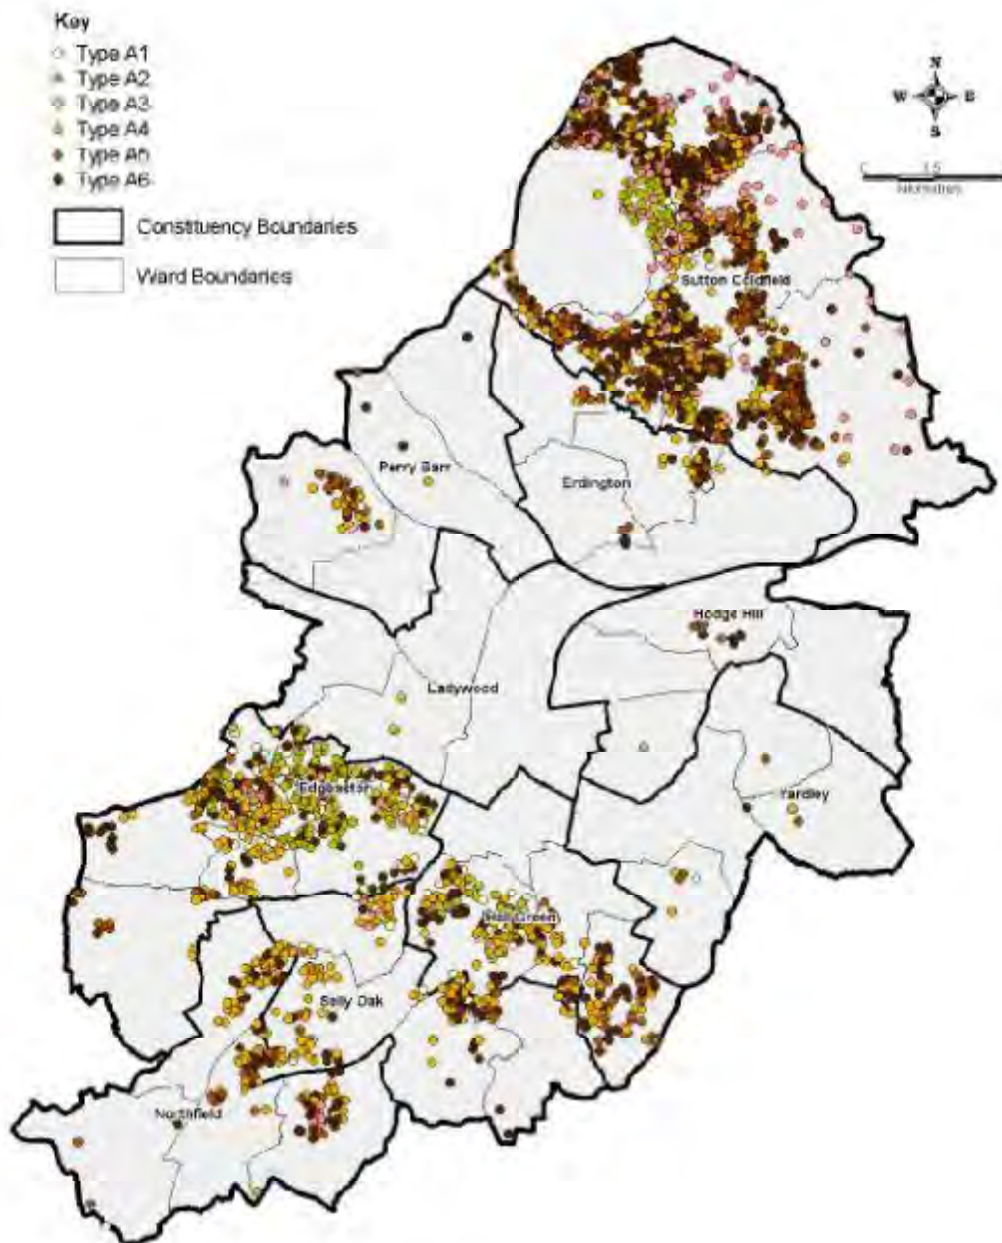 Key
Type A1
Type A2
Type A3
Type A4
Type A5
Type A6
Constituency Boundaries
Ward Boundaries
N
W E
S
Sutton Coldfield
Perry Barr
Erdington
Hodge Hill
Ladywood
Edgbaston
Yardley
Hall Green
Selly Oak
Northfield